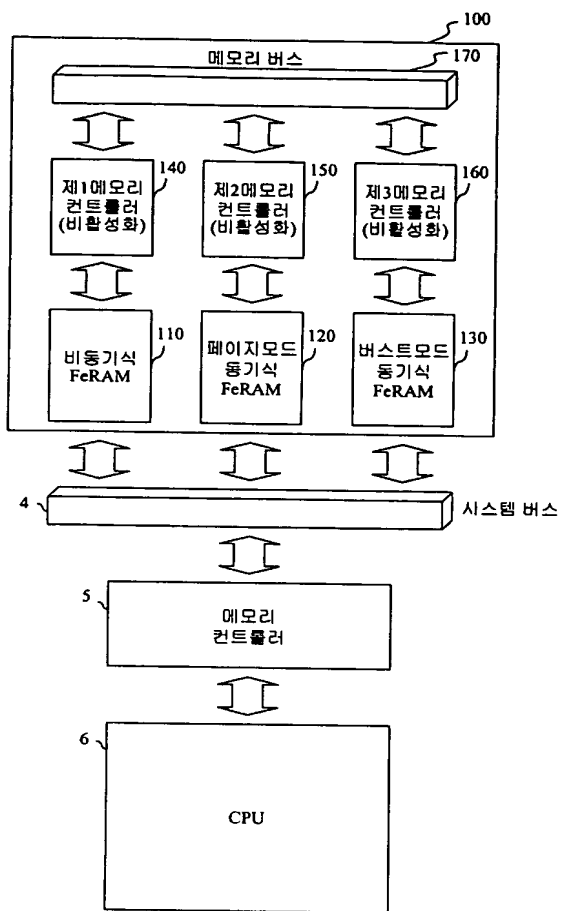 100
메모리 버스
170
제1메모리
컨트롤러
(비활성화)
140
제2메모리
컨트롤러
(비활성화)
150
제3메모리
컨트롤러
(비활성화)
160
비동기식
FeRAM
110
페이지모드
동기식
FeRAM
120
버스트모드
동기식
FeRAM
130
4
시스템 버스
5
메모리
컨트롤러
6
CPU